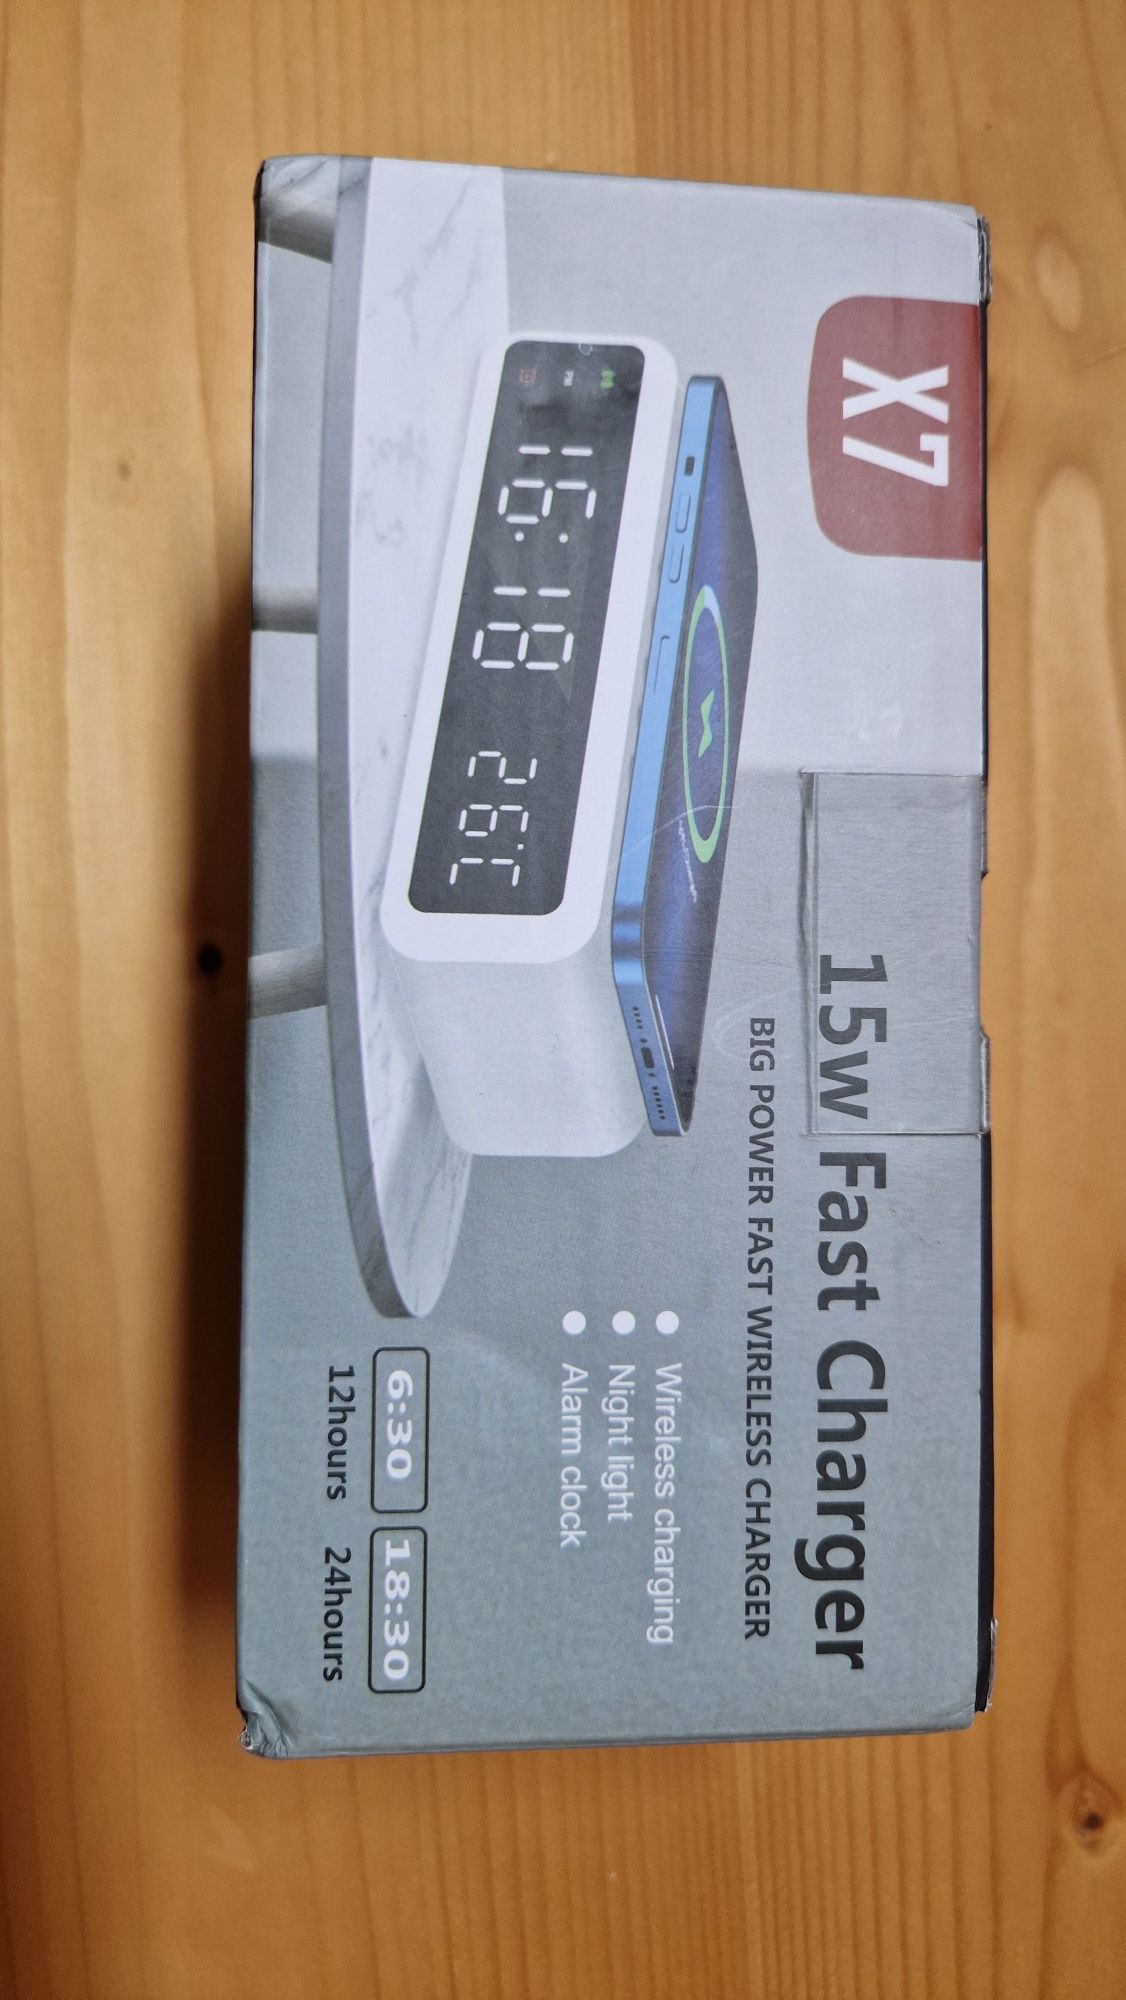 X7
15w Fast Charger
BIG POWER FAST WIRELESS CHARGER
PM
16:18 28°C
Wireless charging
Night light
Alarm clock
6:30 18:30
12hours 24hours